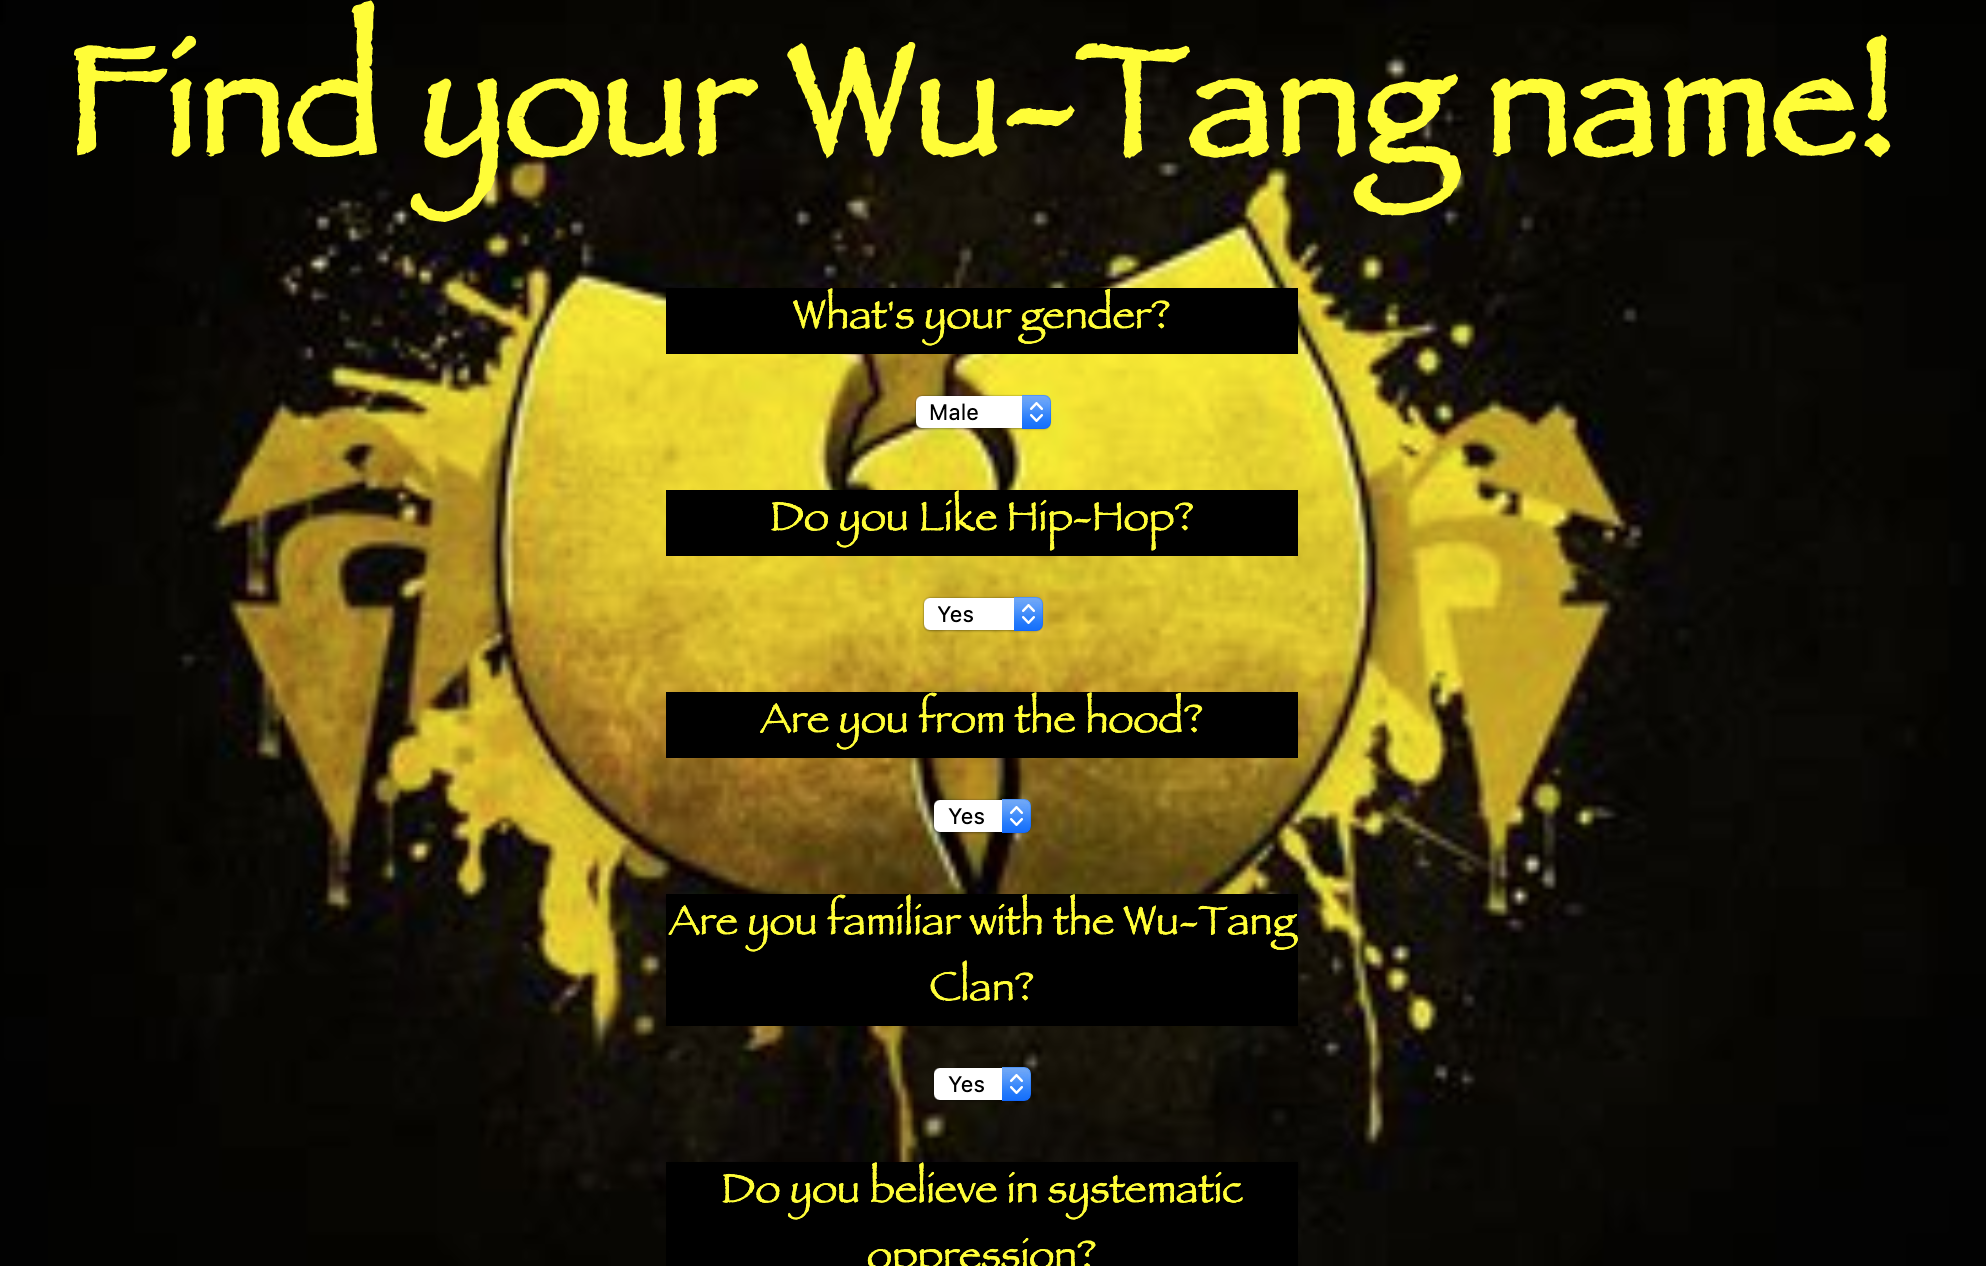 Find your Wu-Tang name!
What's your gender?
Male
Do you Like Hip-Hop?
Yes
Are you from the hood?
Yes
Are you familiar with the Wu-Tang
Clan?
Yes
Do you believe in systematic
oppression?